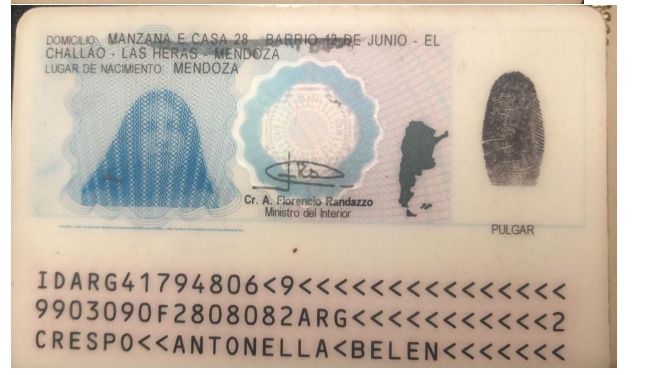 DOMICILIO: MANZANA E CASA 28 - BARRIO 12 DE JUNIO - EL
CHALLAO - LAS HERAS - MENDOZA
LUGAR DE NACIMIENTO: MENDOZA
Cr. A. Florencio Randazzo
Ministro del Interior
PULGAR
IDARG41794806<9<<<<<<<<<<<<<<<
9903090F2808082ARG<<<<<<<<<<<2
CRESPO<<ANTONELLA<BELEN<<<<<<<